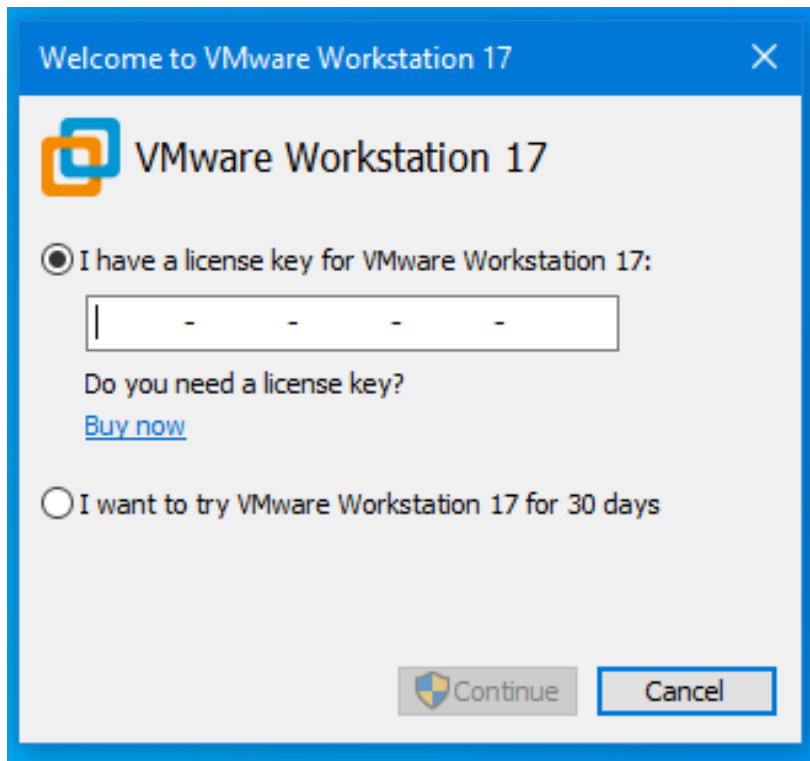 Welcome to VMware Workstation 17
VMware Workstation 17
I have a license key for VMware Workstation 17:
- - - -
Do you need a license key?
Buy now
I want to try VMware Workstation 17 for 30 days
Continue Cancel